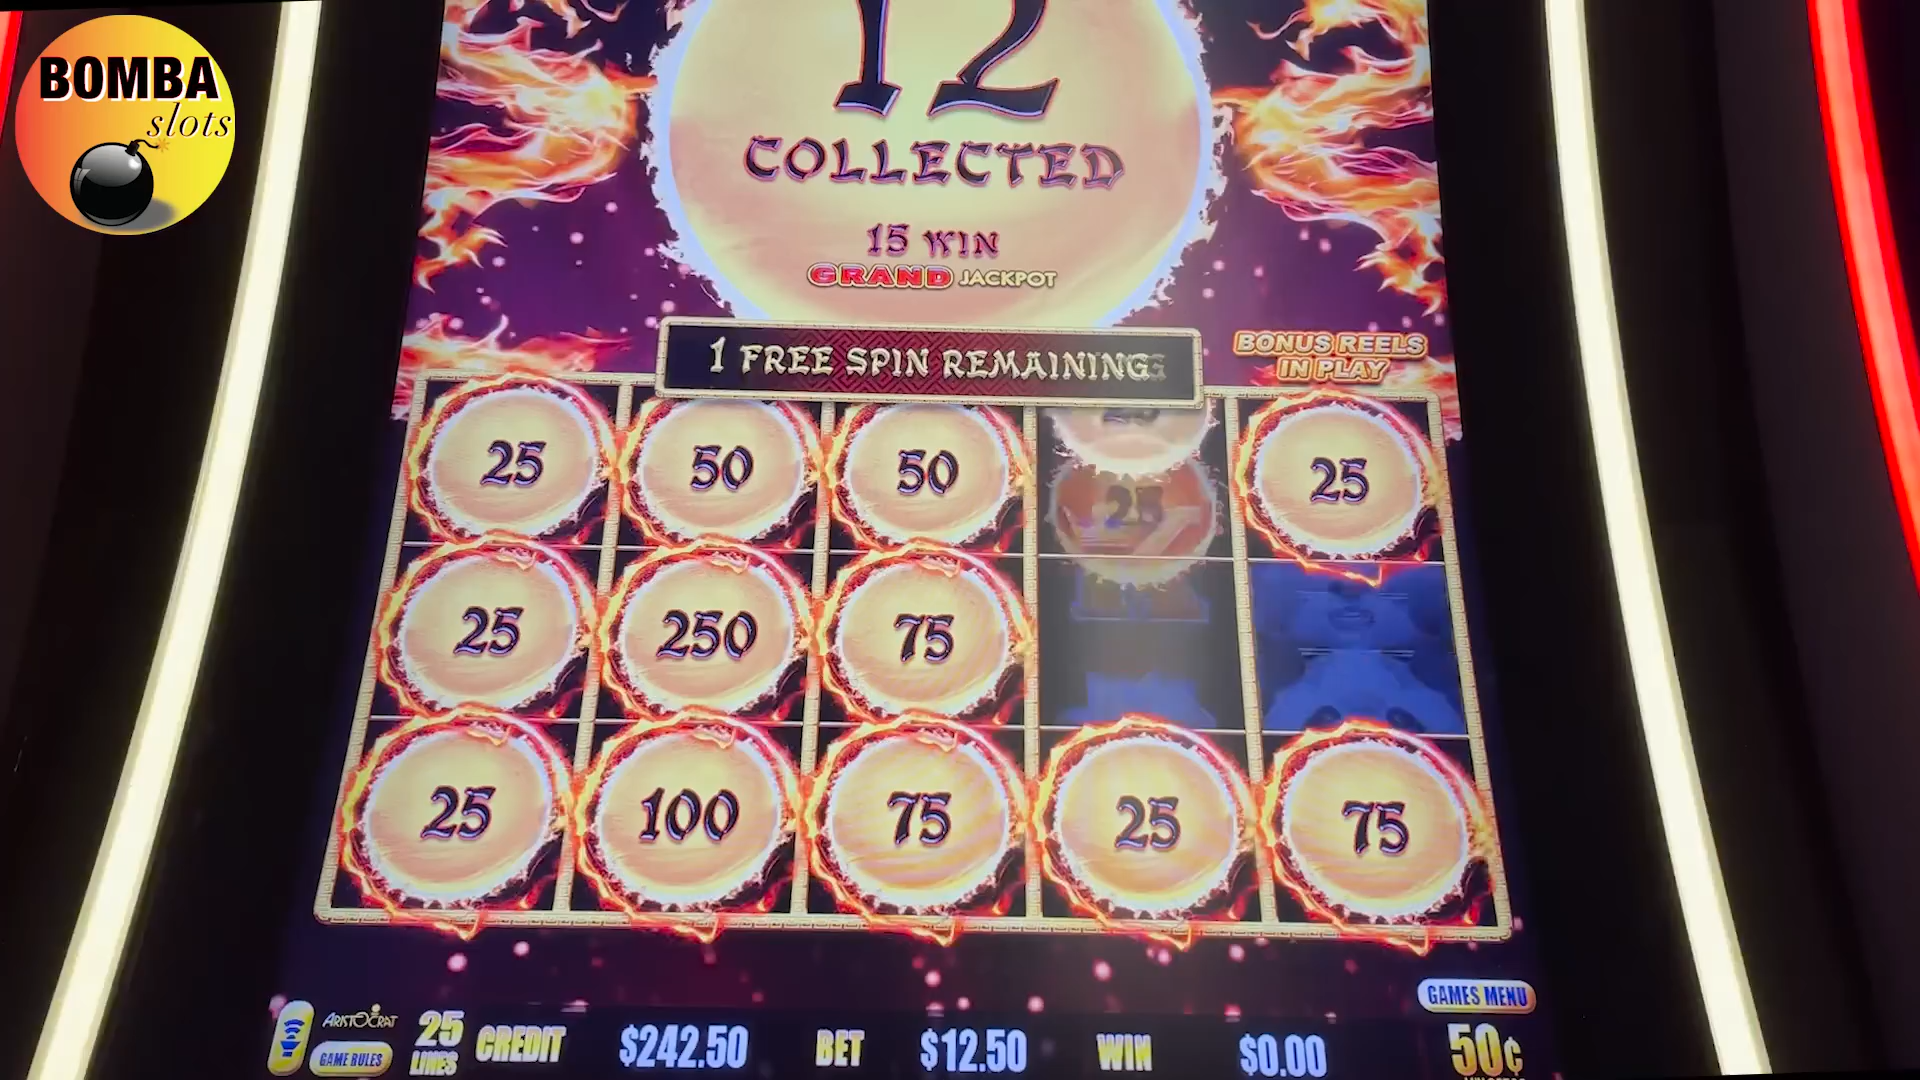 BOMBA
slots
12
COLLECTED
15 WIN
GRAND JACKPOT
1 FREE SPIN REMAINING
BONUS REELS
IN PLAY
25 50 50 25 25
25 250 75
25 100 75 25 75
GAMES MENU
ARISTOCRAT
GAME RULES
25
LINES
CREDIT $242.50 BET $12.50 WIN $0.00 50¢